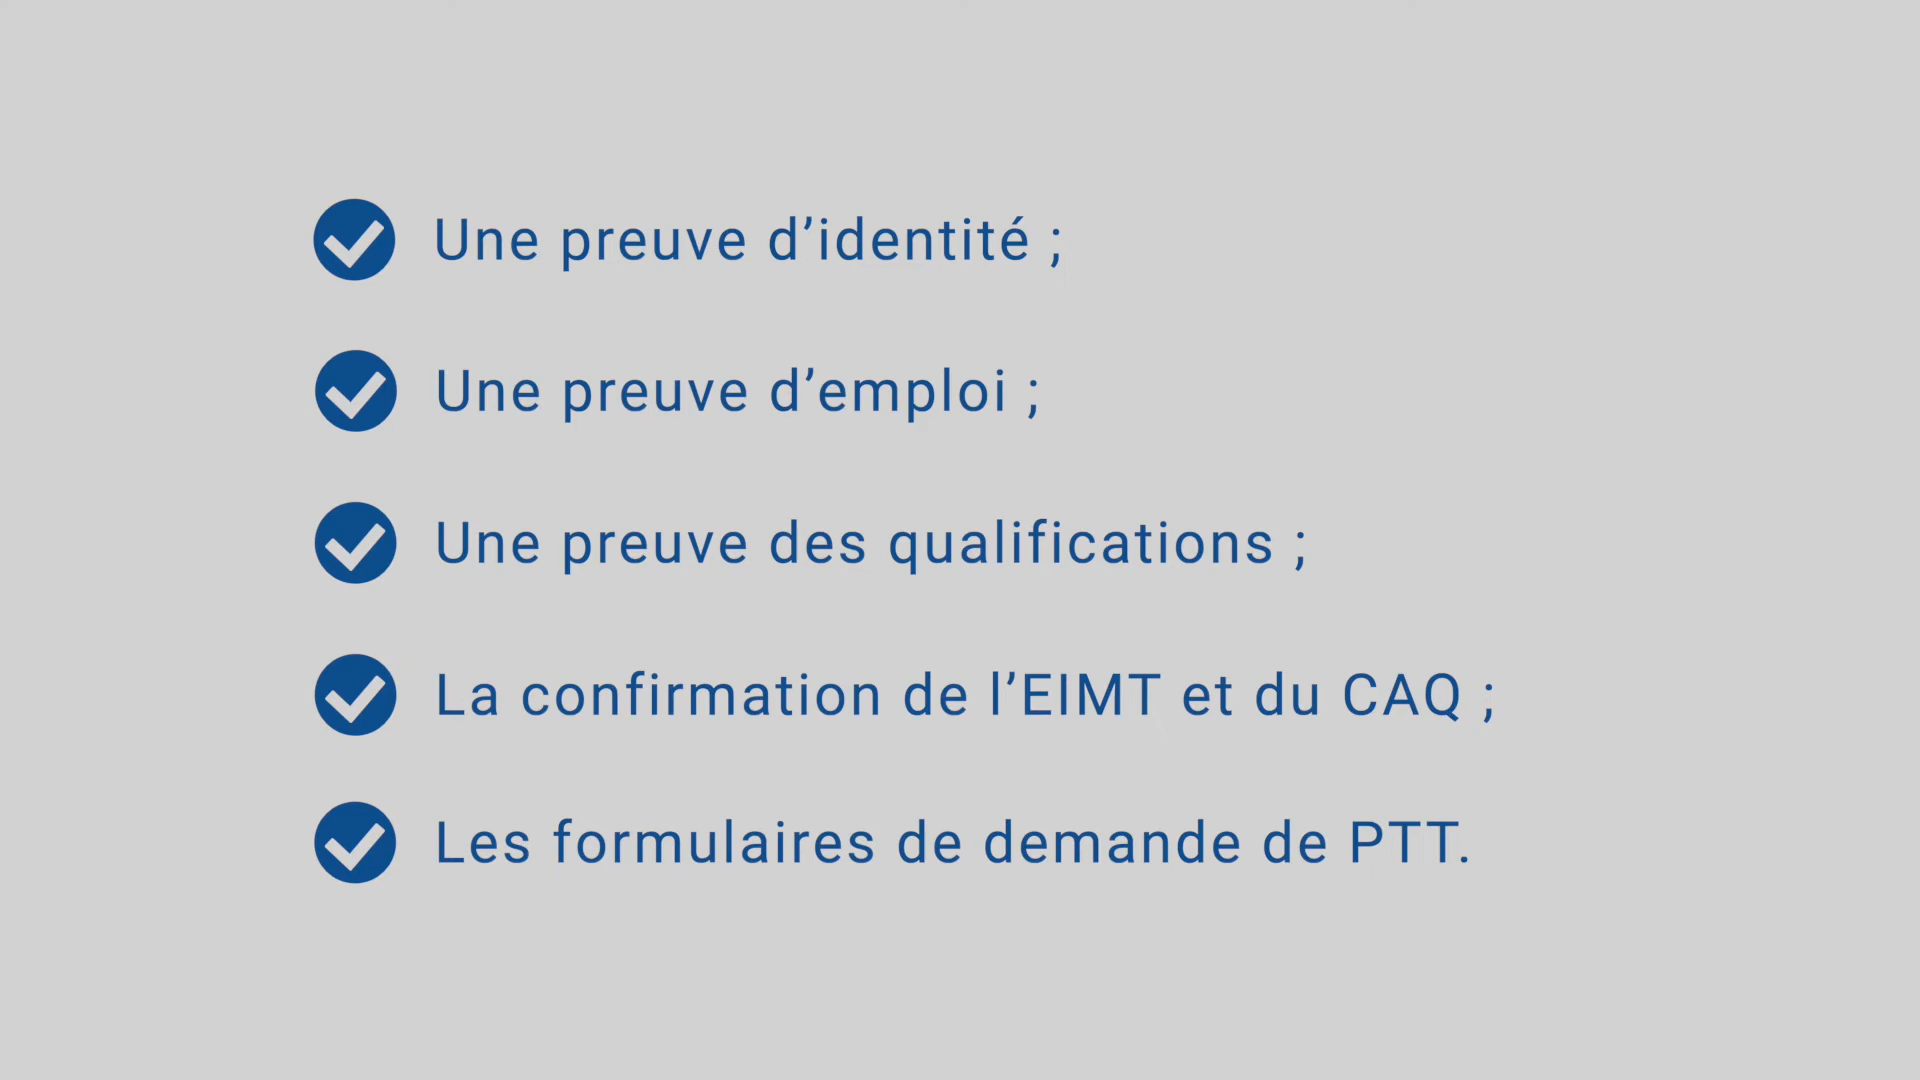 Une preuve d’identité ;
Une preuve d’emploi ;
Une preuve des qualifications ;
La confirmation de l’EIMT et du CAQ ;
Les formulaires de demande de PTT.